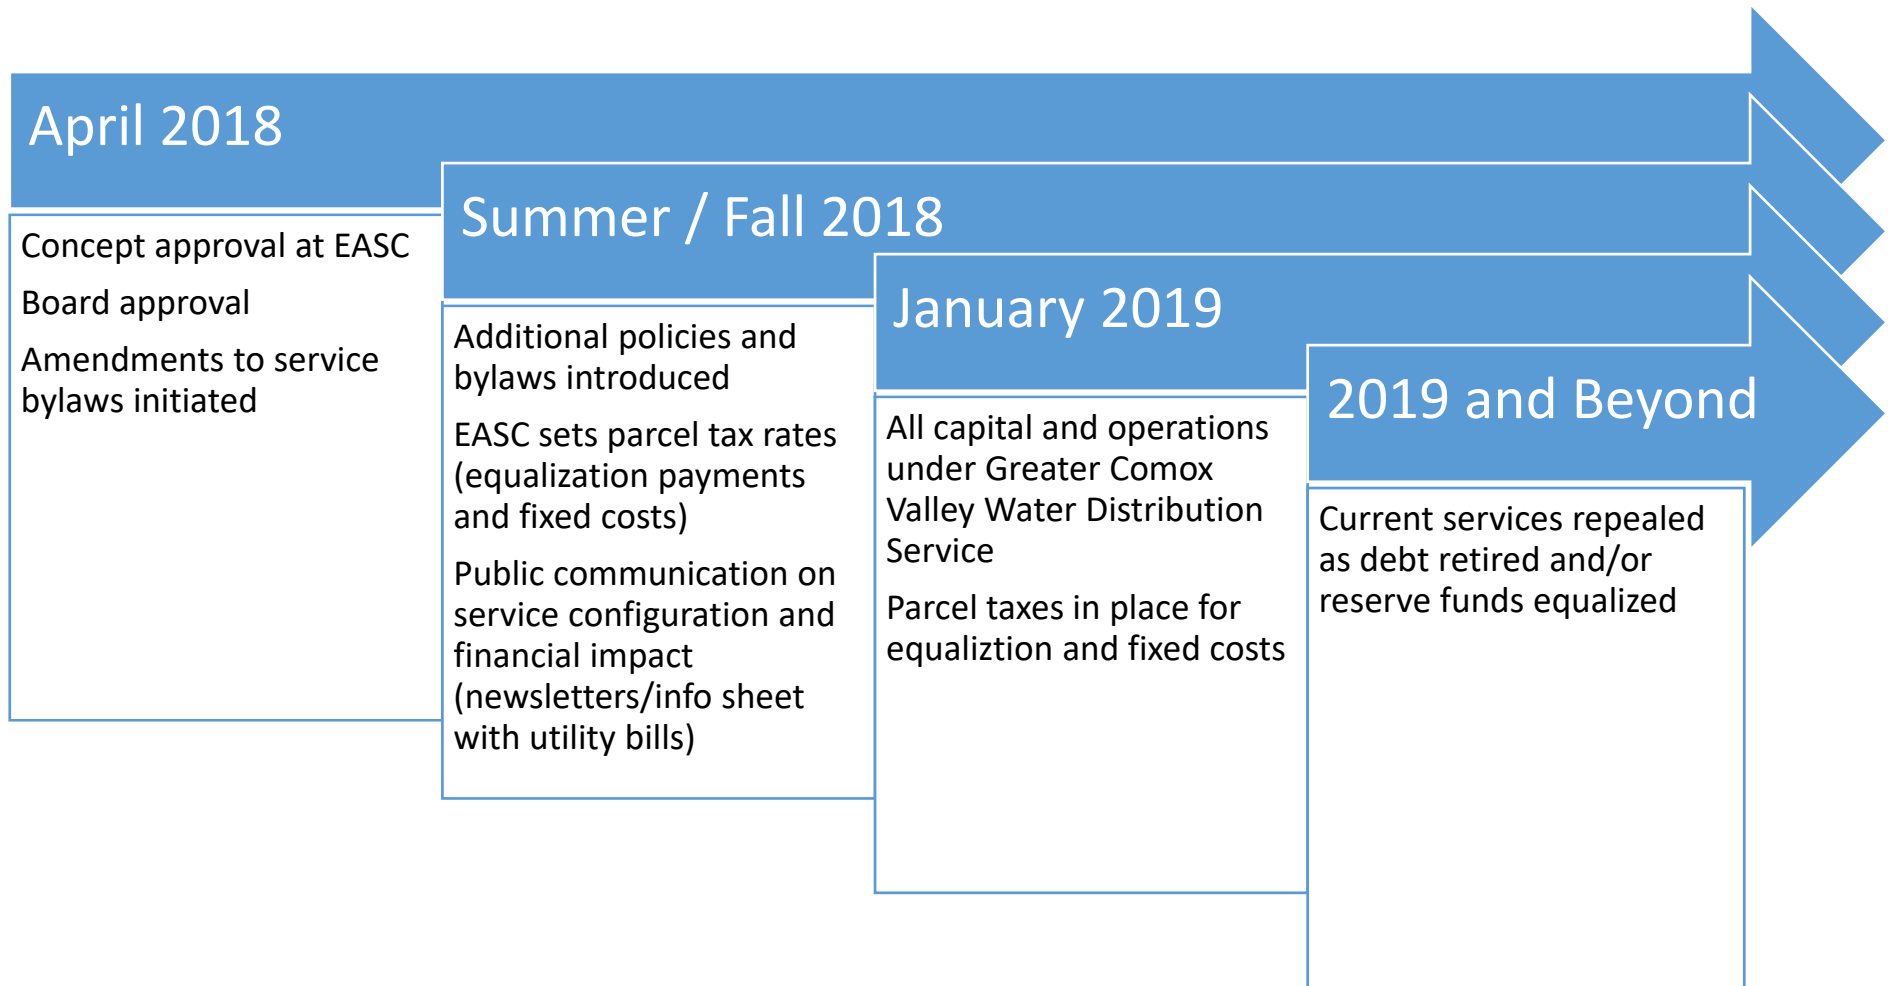 April 2018
Concept approval at EASC
Board approval
Amendments to service
bylaws initiated
Summer / Fall 2018
Additional policies and
bylaws introduced
EASC sets parcel tax rates
(equalization payments
and fixed costs)
Public communication on
service configuration and
financial impact
(newsletters/info sheet
with utility bills)
January 2019
All capital and operations
under Greater Comox
Valley Water Distribution
Service
Parcel taxes in place for
equaliztion and fixed costs
2019 and Beyond
Current services repealed
as debt retired and/or
reserve funds equalized